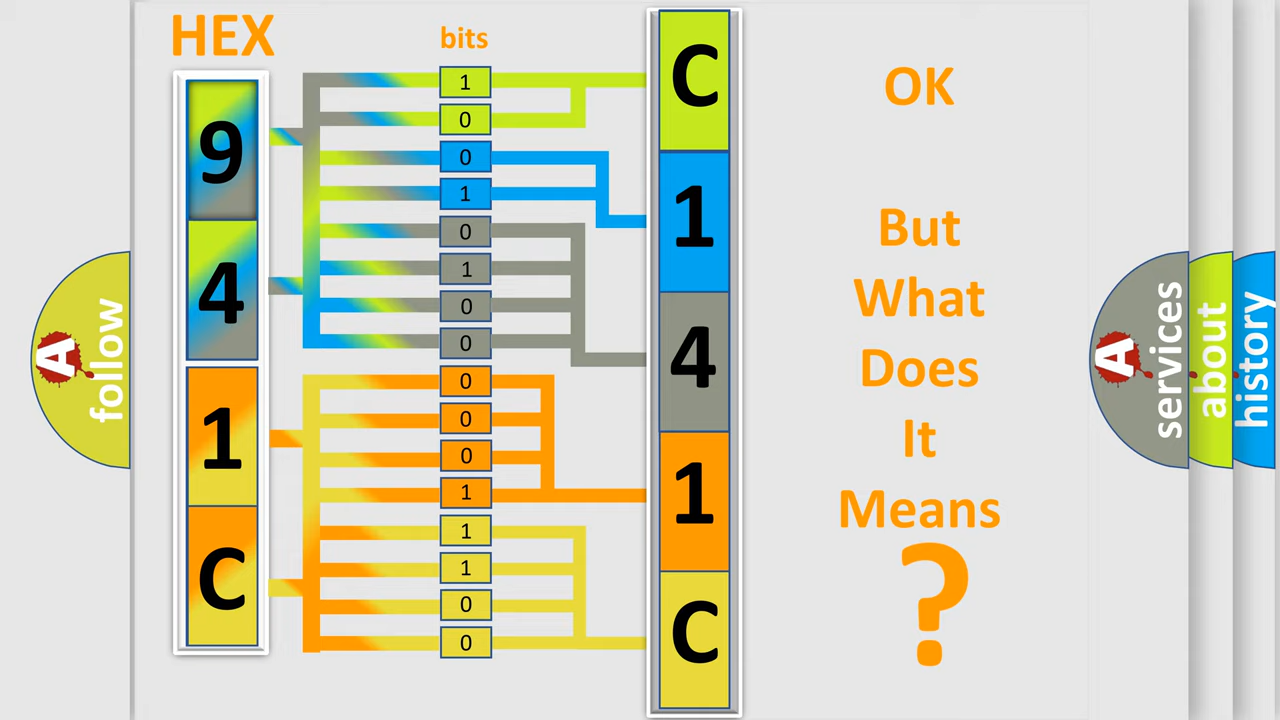 HEX
bits
9
4
1
C
1
0
0
1
0
1
0
0
0
0
0
1
1
1
0
0
C
1
4
1
C
OK
But
What
Does
It
Means
?
A
follow
A
services
about
history